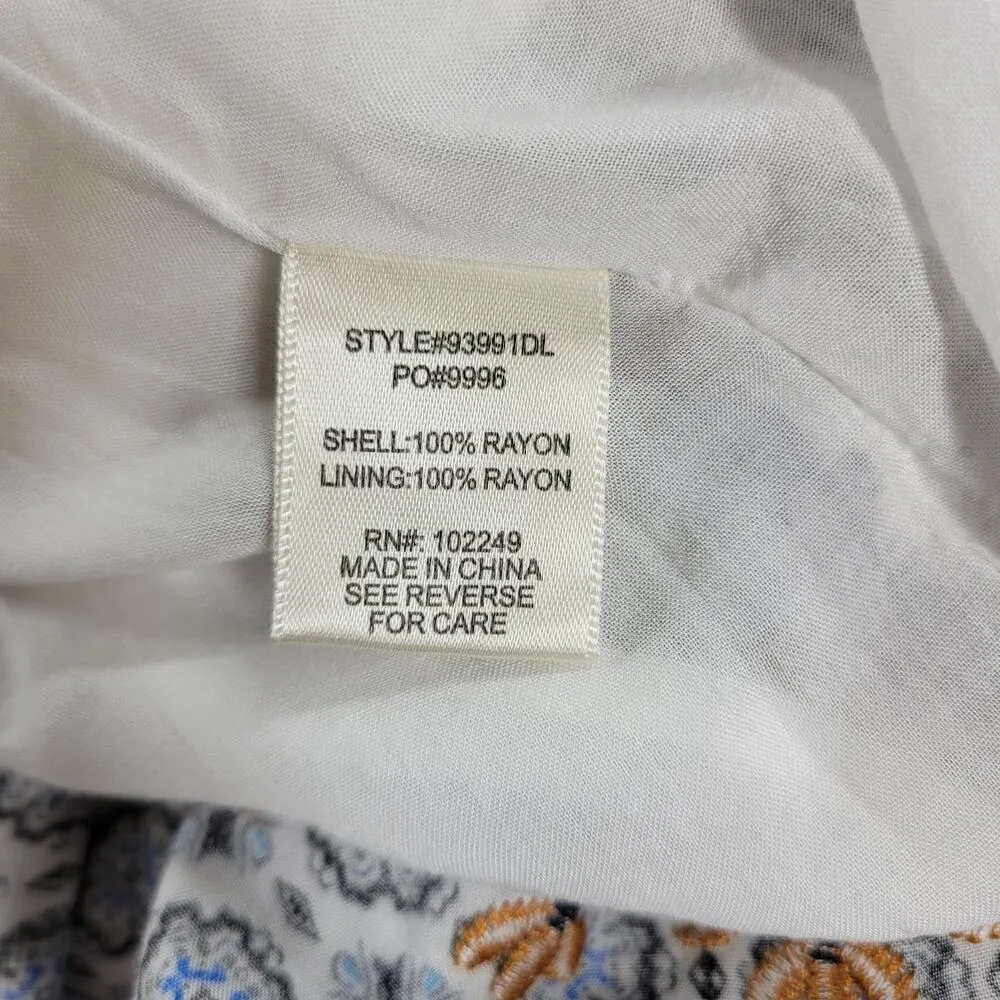 STYLE#93991DL
PO#9996
SHELL:100% RAYON
LINING:100% RAYON
RN#: 102249
MADE IN CHINA
SEE REVERSE
FOR CARE